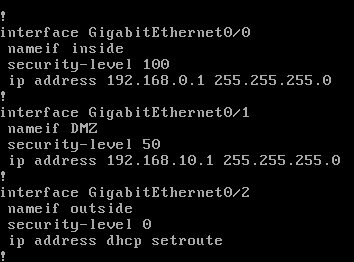 !
interface GigabitEthernet0/0
 nameif inside
 security-level 100
 ip address 192.168.0.1 255.255.255.0
!
interface GigabitEthernet0/1
 nameif DMZ
 security-level 50
 ip address 192.168.10.1 255.255.255.0
!
interface GigabitEthernet0/2
 nameif outside
 security-level 0
 ip address dhcp setroute
!